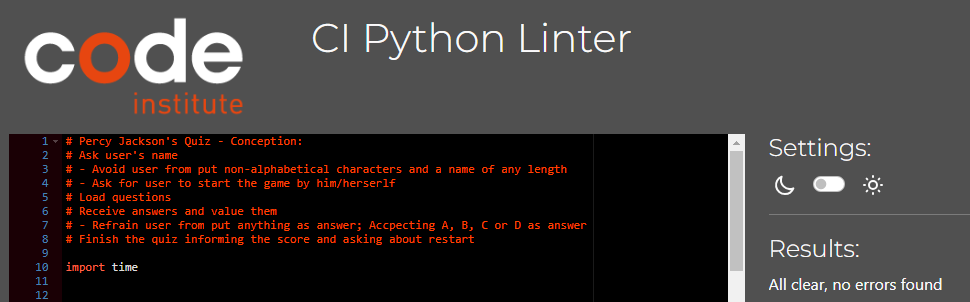 code
institute
CI Python Linter
1 # Percy Jackson's Quiz - Conception:
2 # Ask user's name
3 # - Avoid user from put non-alphabetical characters and a name of any length
4 # - Ask for user to start the game by him/herserlf
5 # Load questions
6 # Receive answers and value them
7 # - Refrain user from put anything as answer; Accpecting A, B, C or D as answer
8 # Finish the quiz informing the score and asking about restart
9
10 import time
11
12
Settings:
Results:
All clear, no errors found